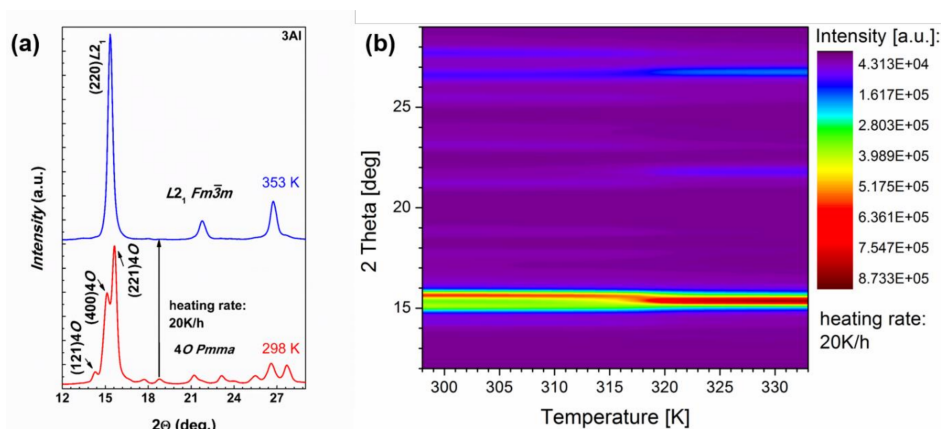 (a)
3Al
(220)L2₁
L2₁ Fm3̅m
353 K
(121)4O
(400)4O
(221)4O
heating rate:
20K/h
4O Pmma
298 K
Intensity (a.u.)
12 15 18 21 24 27
2Θ (deg.)
(b)
2 Theta [deg]
25
20
15
300 305 310 315 320 325 330
Temperature [K]
Intensity [a.u.]:
4.313E+04
1.617E+05
2.803E+05
3.989E+05
5.175E+05
6.361E+05
7.547E+05
8.733E+05
heating rate:
20K/h